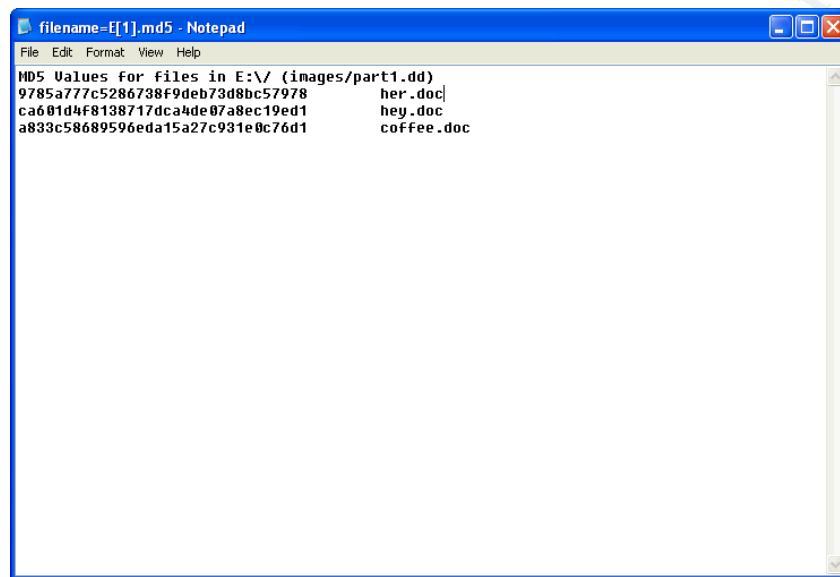 filename=E[1].md5 - Notepad
File Edit Format View Help
MD5 Values for files in E:\/ (images/part1.dd)
9785a777c5286738f9deb73d8bc57978 her.doc
ca601d4f8138717dca4de07a8ec19ed1 hey.doc
a833c58689596eda15a27c931e0c76d1 coffee.doc